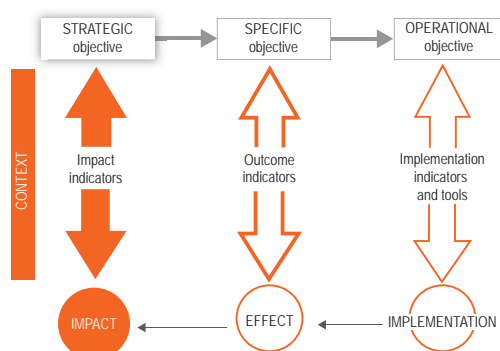 STRATEGIC
objective
SPECIFIC
objective
OPERATIONAL
objective
CONTEXT
Impact
indicators
Outcome
indicators
Implementation
indicators
and tools
IMPACT
EFFECT
IMPLEMENTATION